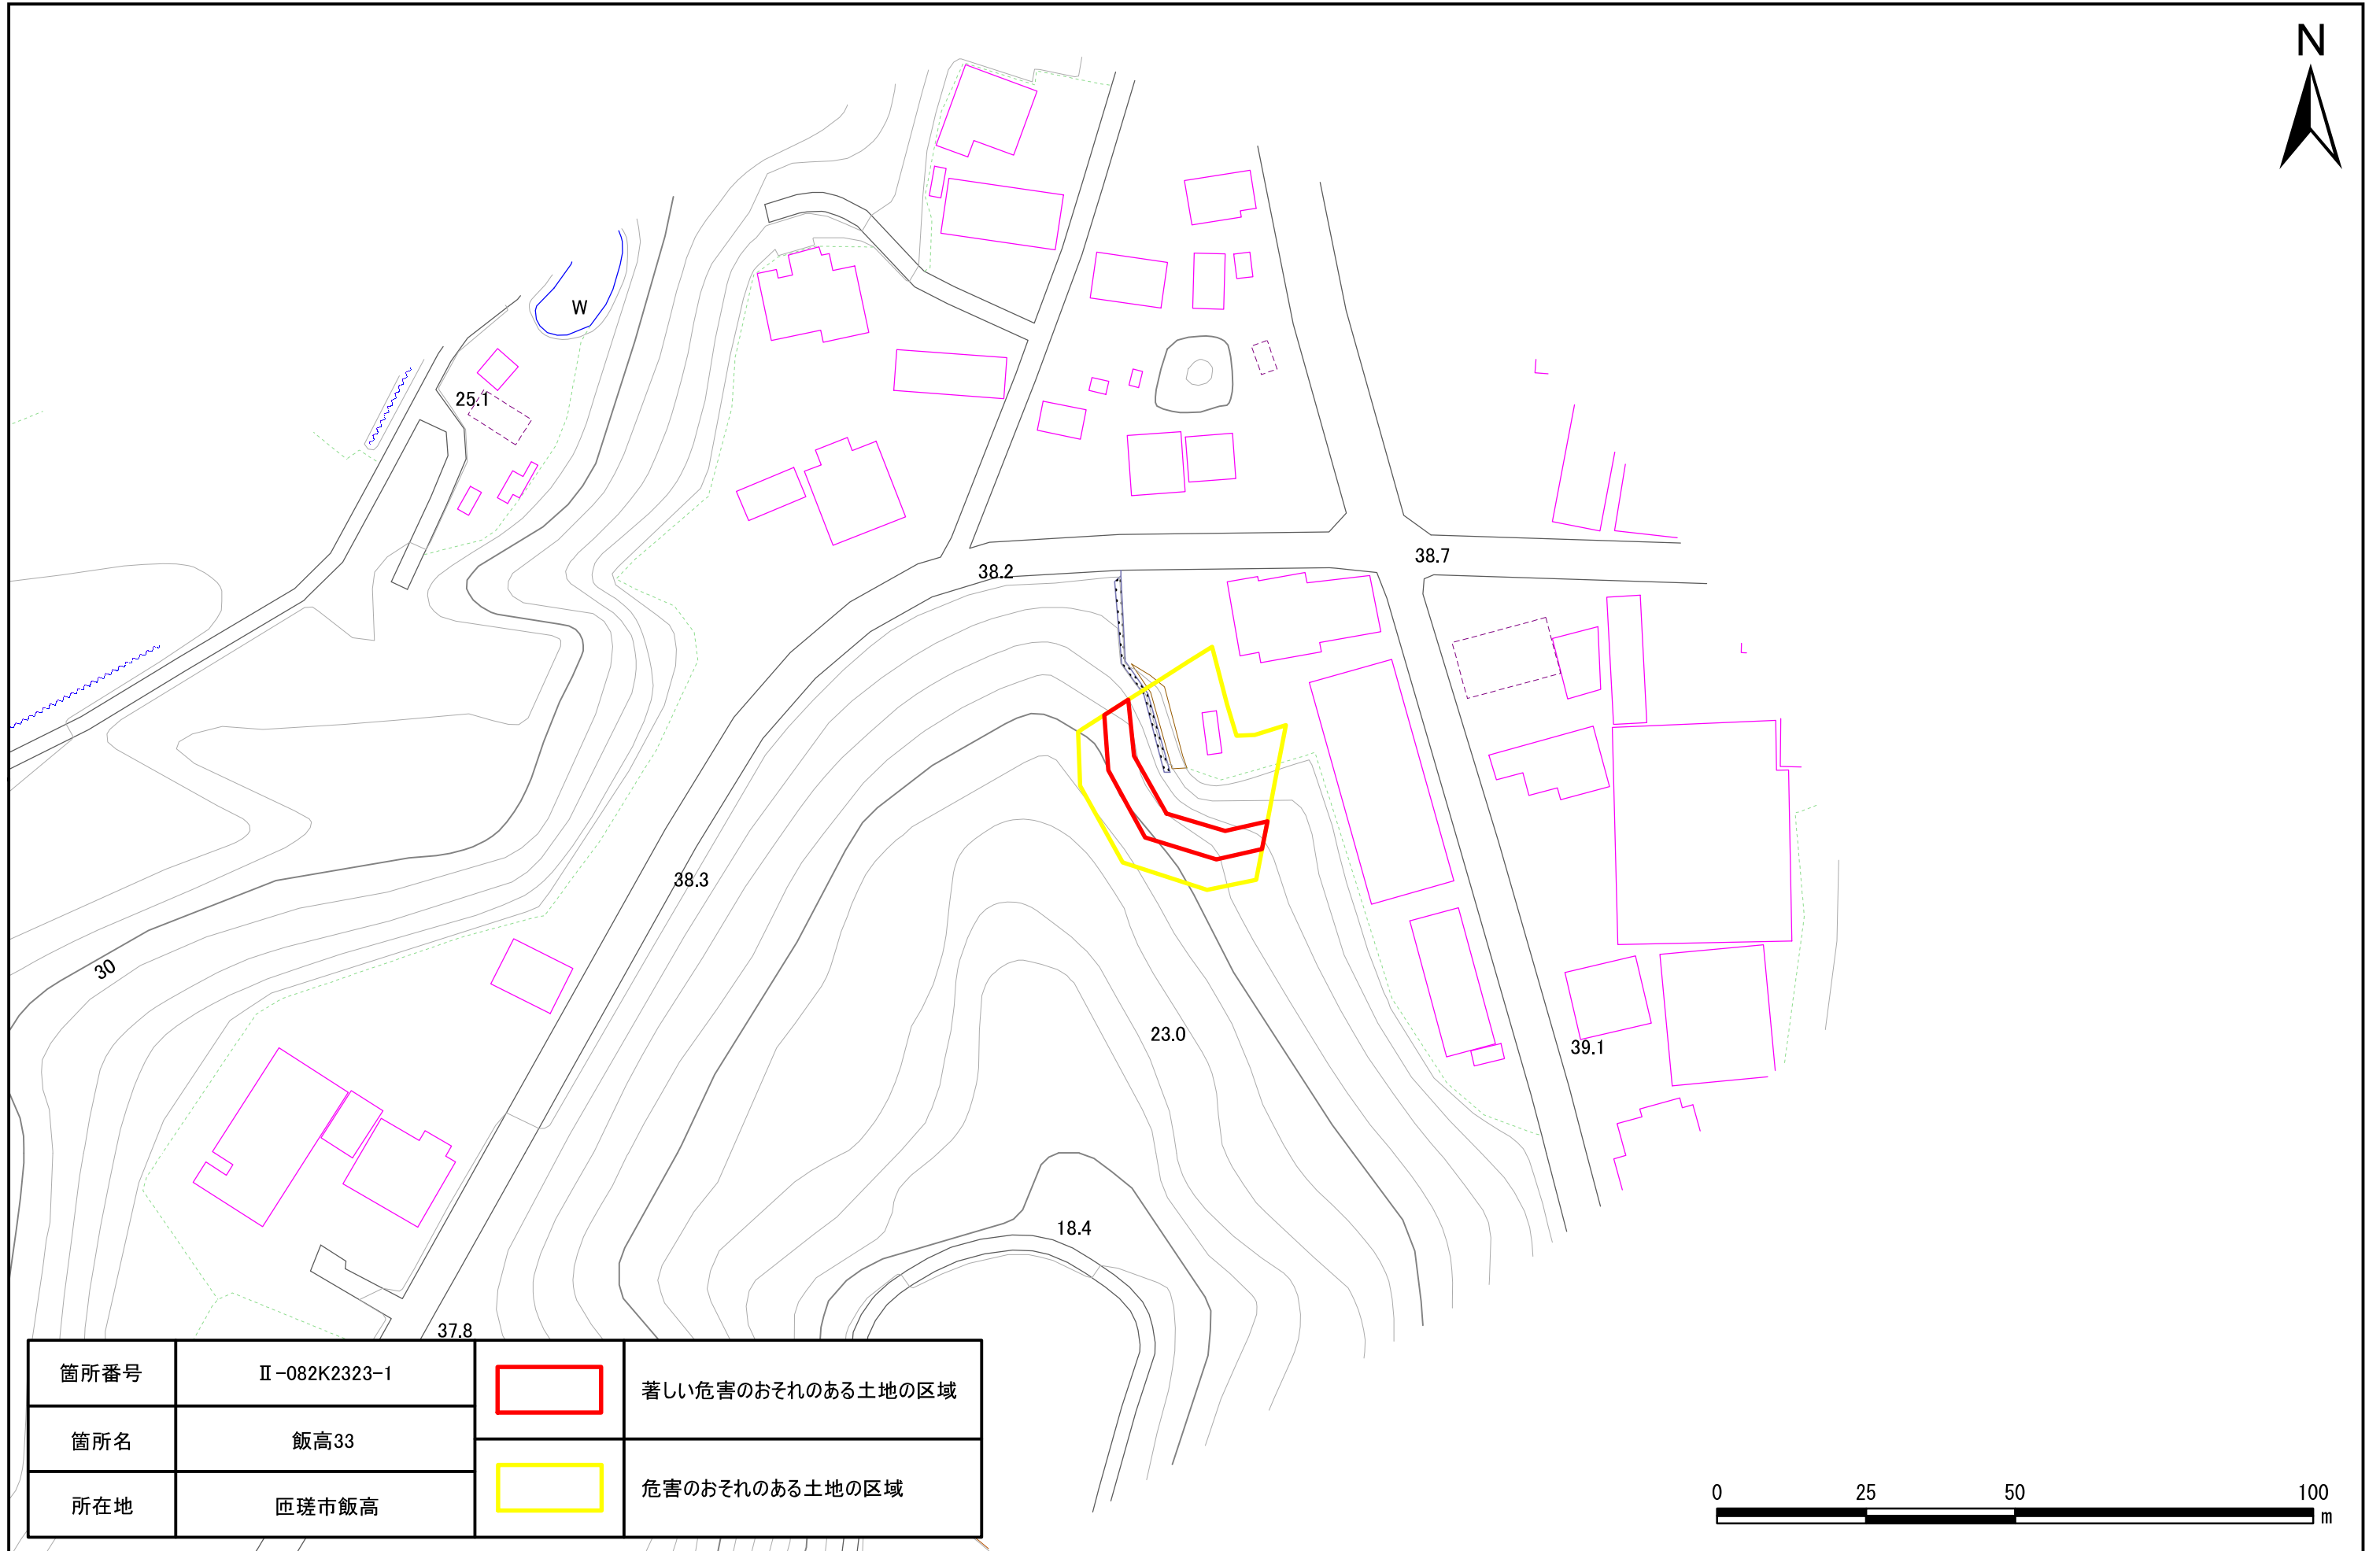 N
W
25.1
38.7
38.2
38.3
30
23.0
39.1
18.4
37.8
箇所番号 Ⅱ-082K2323-1
箇所名 飯高33
所在地 匝瑳市飯高
著しい危害のおそれのある土地の区域
危害のおそれのある土地の区域
0 25 50 100
m